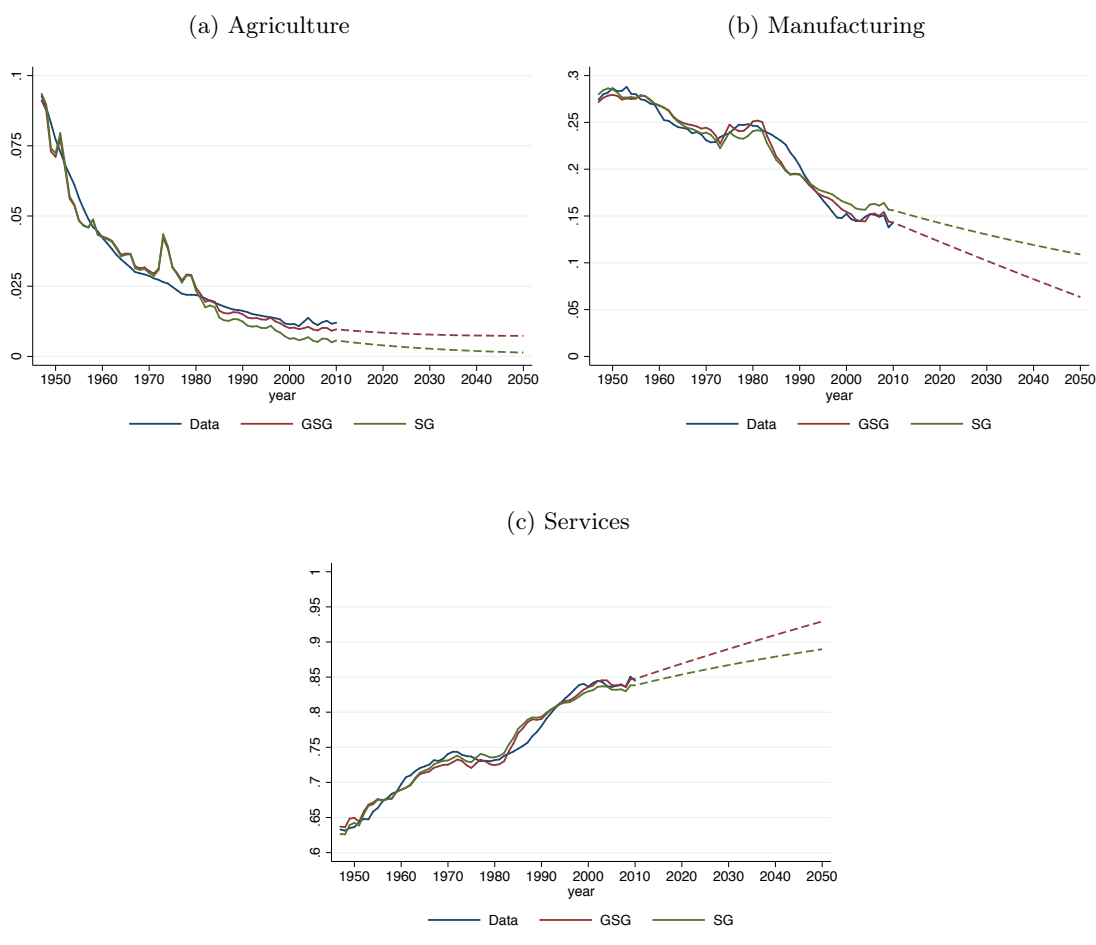 (a) Agriculture
.1
.075
.05
.025
0
1950 1960 1970 1980 1990 2000 2010 2020 2030 2040 2050
year
Data GSG SG
(b) Manufacturing
.3
.25
.2
.15
.1
.05
0
1950 1960 1970 1980 1990 2000 2010 2020 2030 2040 2050
year
Data GSG SG
(c) Services
1
.95
.9
.85
.8
.75
.7
.65
.6
1950 1960 1970 1980 1990 2000 2010 2020 2030 2040 2050
year
Data GSG SG